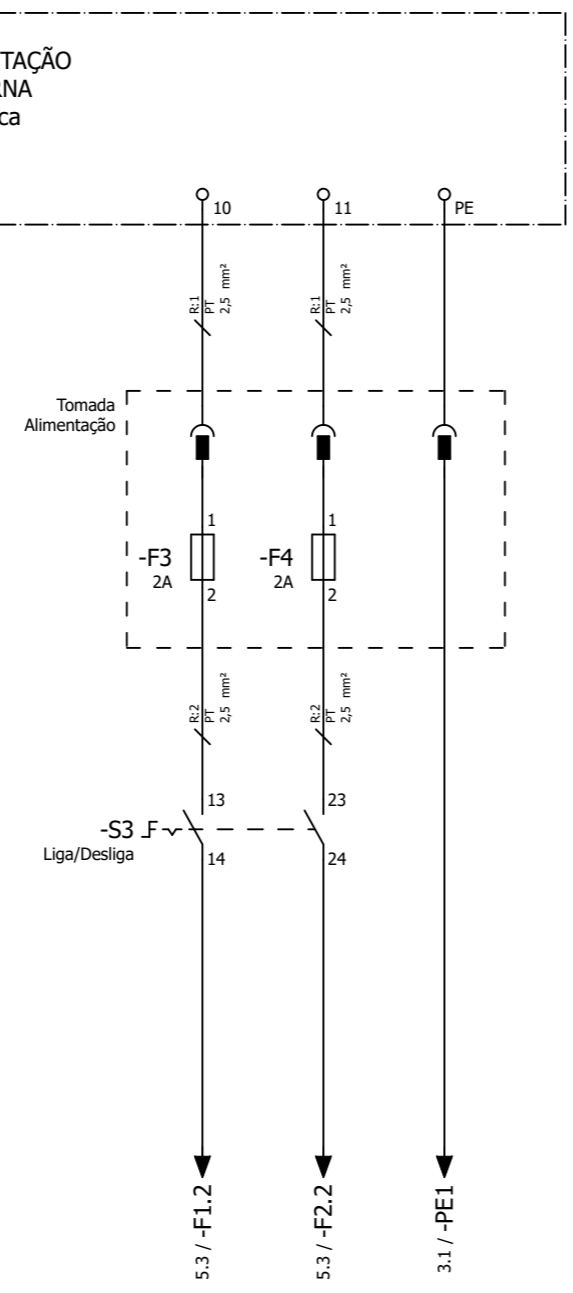 TAÇÃO
RNA
ca
10
11
PE
R:1
PT
2,5 mm²
R:1
PT
2,5 mm²
Tomada
Alimentação
1
1
-F3
2A
-F4
2A
2
2
R:2
PT
2,5 mm²
R:2
PT
2,5 mm²
13
23
-S3
Liga/Desliga
14
24
5.3 / -F1.2
5.3 / -F2.2
3.1 / -PE1